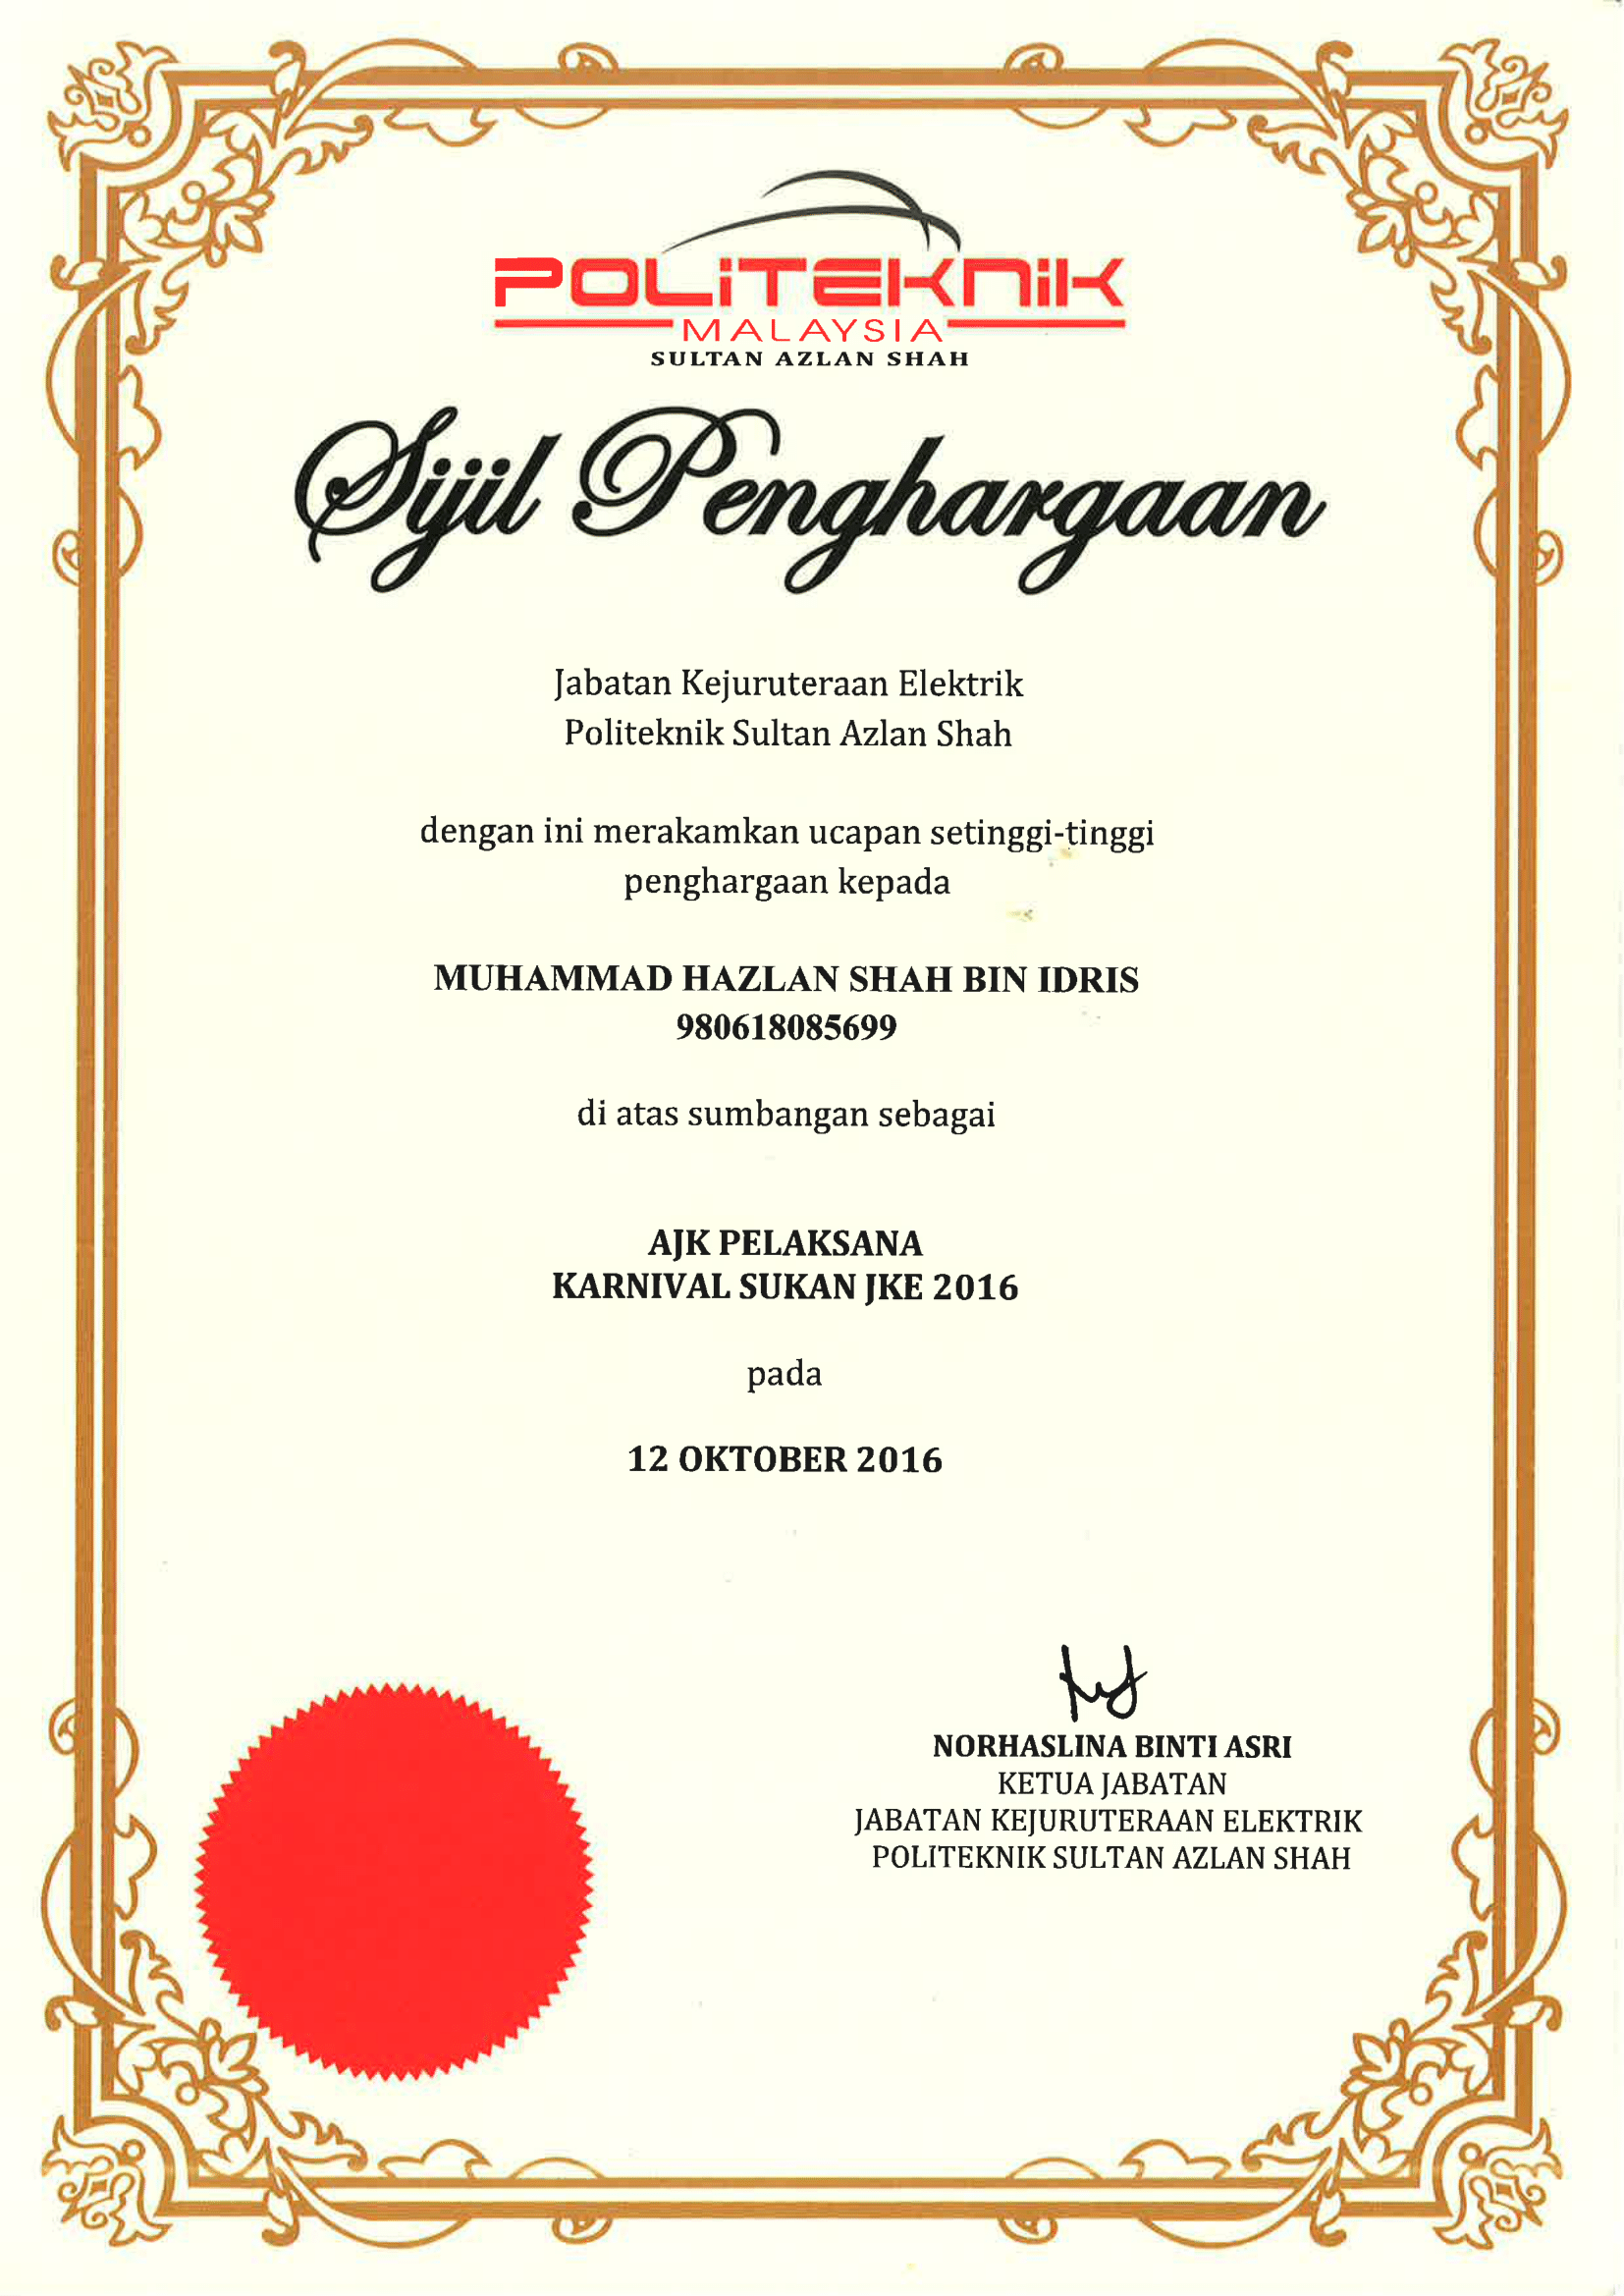 POLiTEKNiK
MALAYSIA
SULTAN AZLAN SHAH
Sijil Penghargaan
Jabatan Kejuruteraan Elektrik
Politeknik Sultan Azlan Shah
dengan ini merakamkan ucapan setinggi-tinggi
penghargaan kepada
MUHAMMAD HAZLAN SHAH BIN IDRIS
980618085699
di atas sumbangan sebagai
AJK PELAKSANA
KARNIVAL SUKAN JKE 2016
pada
12 OKTOBER 2016
NORHASLINA BINTI ASRI
KETUA JABATAN
JABATAN KEJURUTERAAN ELEKTRIK
POLITEKNIK SULTAN AZLAN SHAH